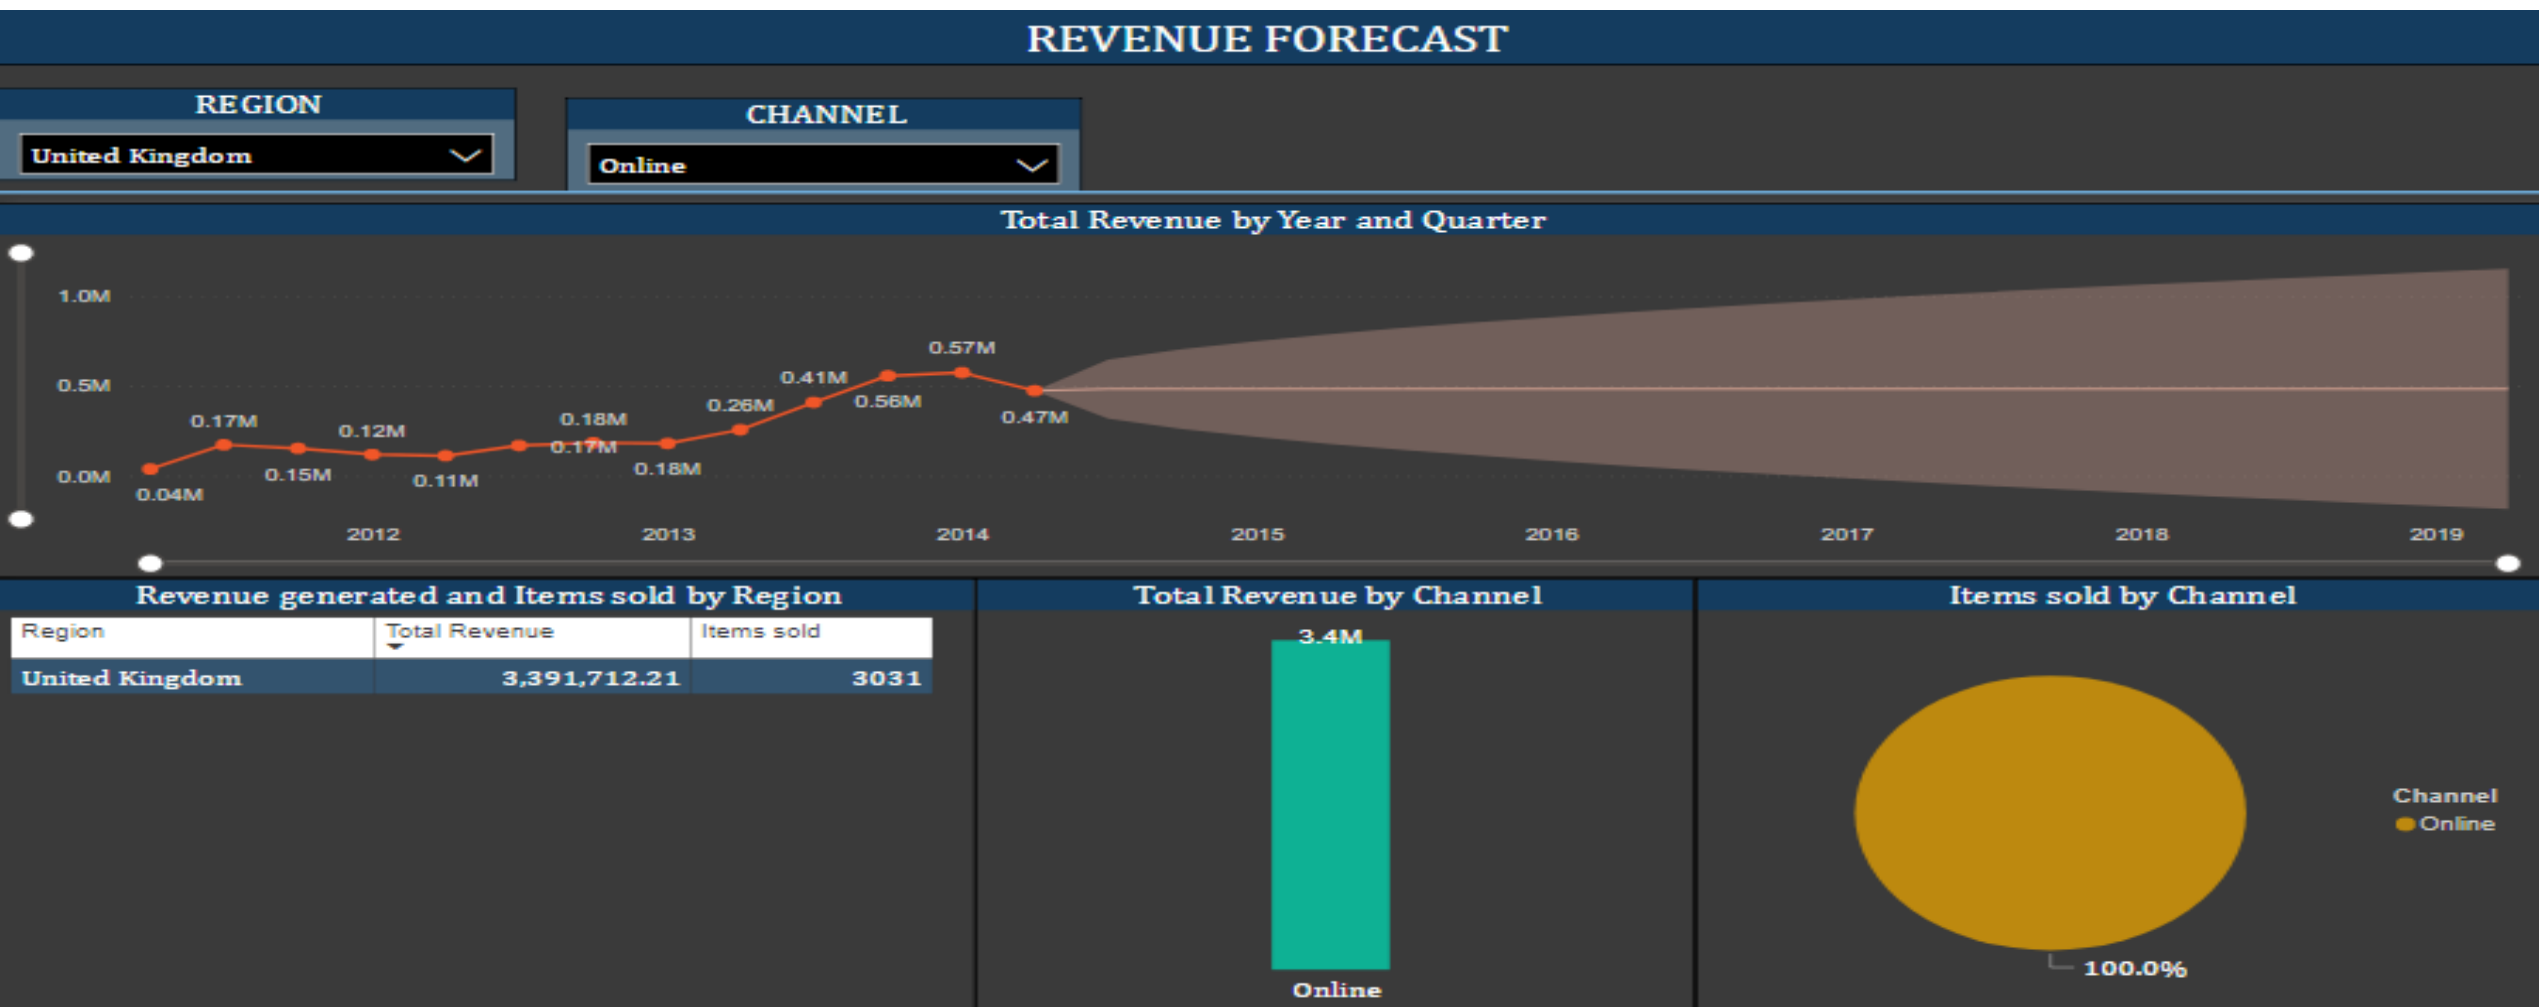 REVENUE FORECAST
REGION
United Kingdom
CHANNEL
Online
Total Revenue by Year and Quarter
1.0M
0.5M
0.0M
0.04M
0.17M
0.15M
0.12M
0.11M
0.17M
0.18M
0.18M
0.26M
0.41M
0.56M
0.57M
0.47M
2012 2013 2014 2015 2016 2017 2018 2019
Revenue generated and Items sold by Region
Region Total Revenue Items sold
United Kingdom 3,391,712.21 3031
Total Revenue by Channel
3.4M
Online
Items sold by Channel
Channel
Online
100.0%